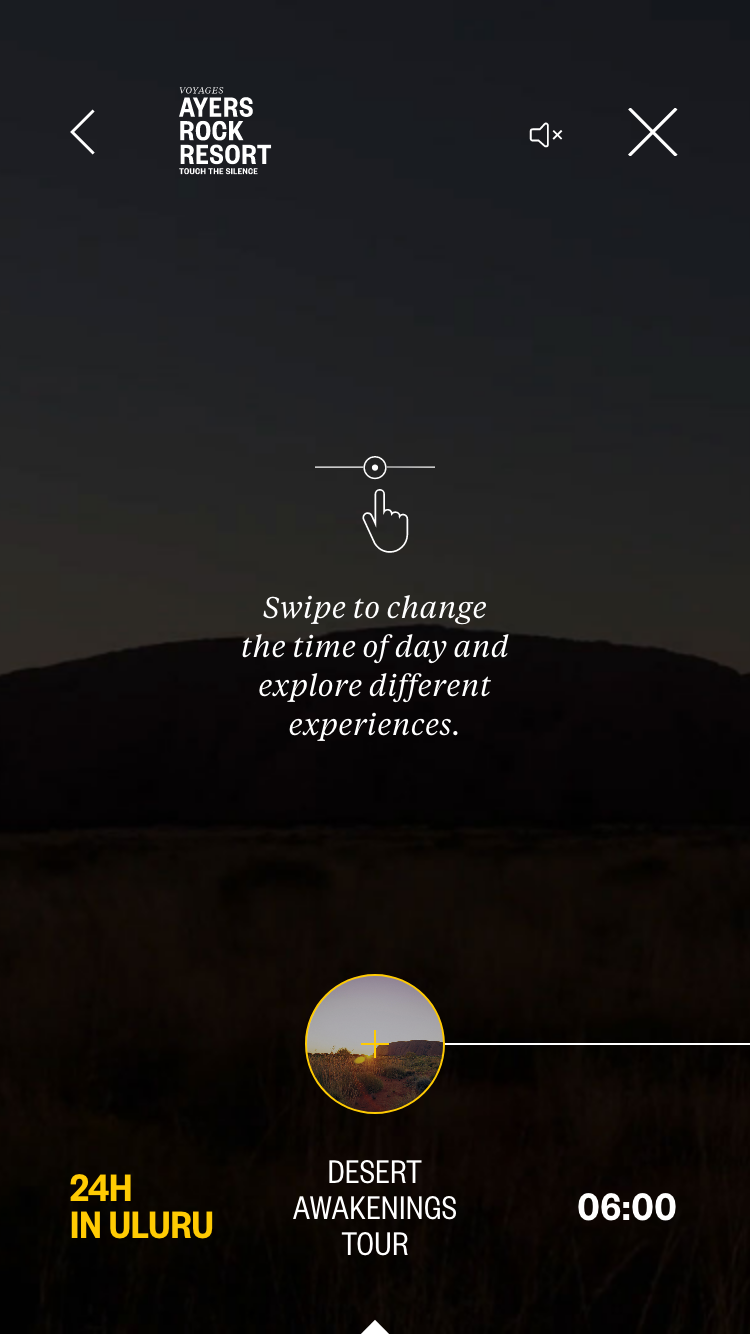 VOYAGES
AYERS
ROCK
RESORT
TOUCH THE SILENCE
Swipe to change
the time of day and
explore different
experiences.
24H
IN ULURU
DESERT
AWAKENINGS
TOUR
06:00